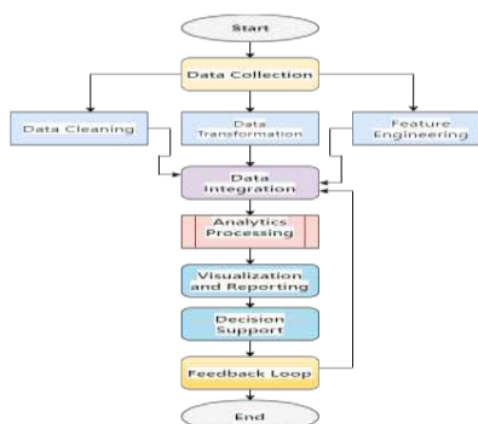 Start
Data Collection
Data Cleaning
Data
Transformation
Feature
Engineering
Data
Integration
Analytics
Processing
Visualization
and Reporting
Decision
Support
Feedback Loop
End